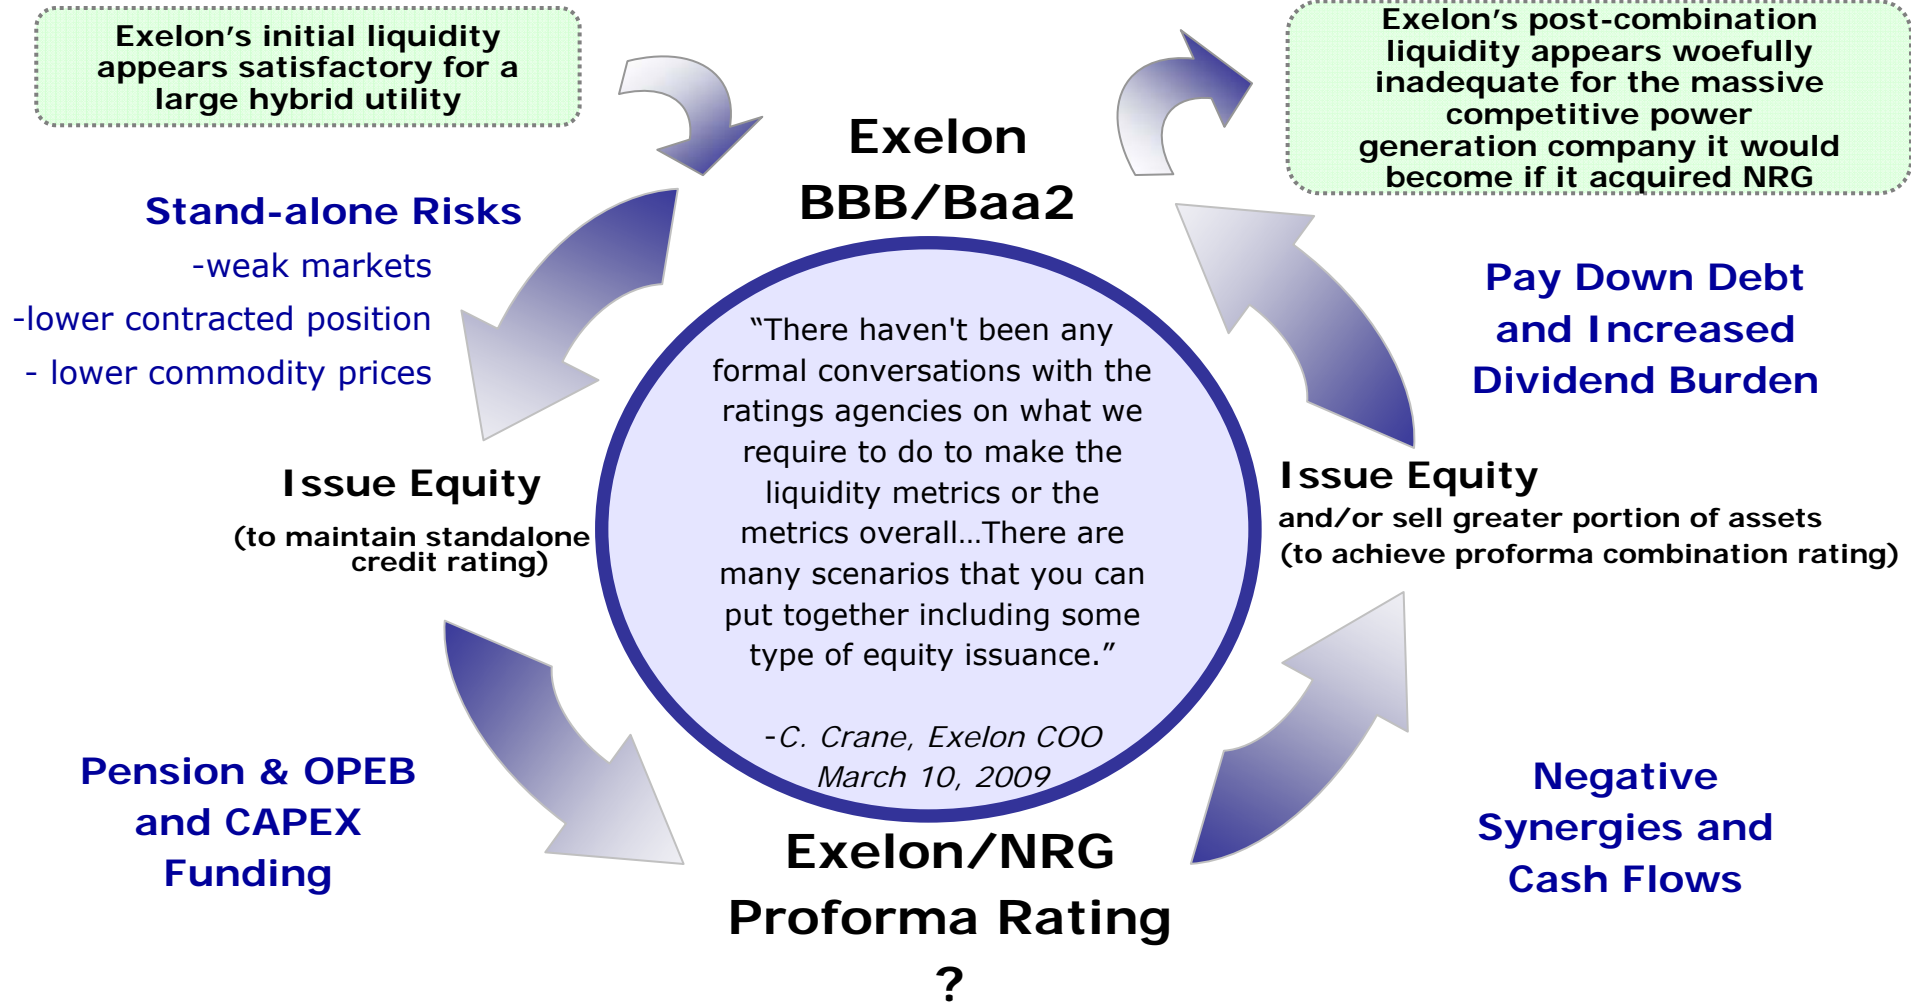 Exelon's initial liquidity
appears satisfactory for a
large hybrid utility
Exelon's post-combination
liquidity appears woefully
inadequate for the massive
competitive power
generation company it would
become if it acquired NRG
Exelon
BBB/Baa2
Stand-alone Risks
-weak markets
-lower contracted position
- lower commodity prices
Issue Equity
(to maintain standalone
credit rating)
Pension & OPEB
and CAPEX
Funding
“There haven't been any
formal conversations with the
ratings agencies on what we
require to do to make the
liquidity metrics or the
metrics overall…There are
many scenarios that you can
put together including some
type of equity issuance.”
-C. Crane, Exelon COO
March 10, 2009
Exelon/NRG
Proforma Rating
?
Pay Down Debt
and Increased
Dividend Burden
Issue Equity
and/or sell greater portion of assets
(to achieve proforma combination rating)
Negative
Synergies and
Cash Flows